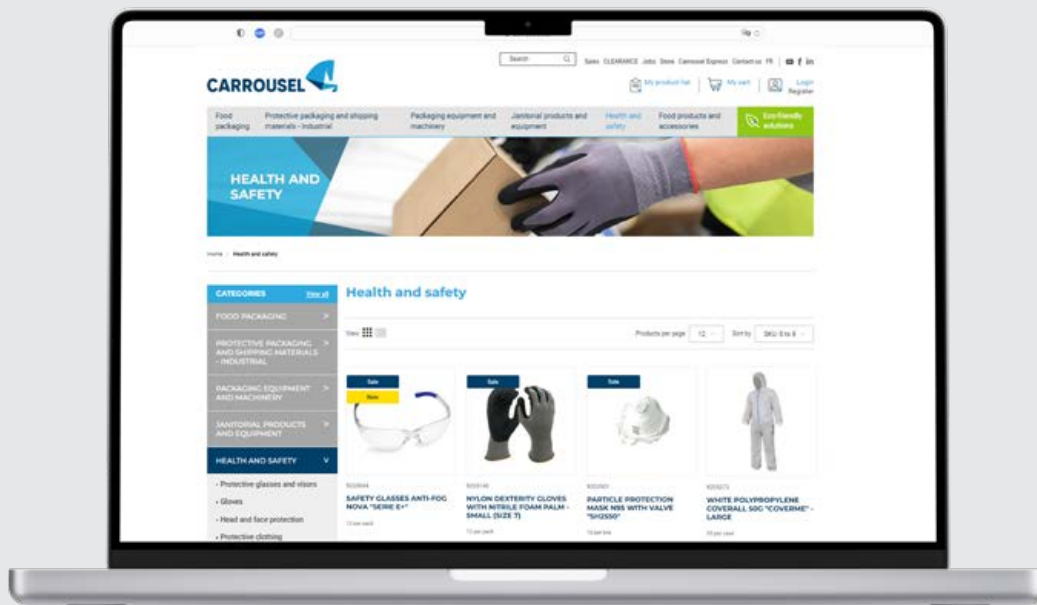 Search
Sales CLEARANCE Jobs Store Carrousel Express Contact us FR
CARROUSEL
My product list
My cart
Login
Register
Food packaging
Protective packaging and shipping materials - Industrial
Packaging equipment and machinery
Janitorial products and equipment
Health and safety
Food products and accessories
Eco-friendly solutions
HEALTH AND
SAFETY
Home
Health and safety
CATEGORIES
View all
FOOD PACKAGING
PROTECTIVE PACKAGING
AND SHIPPING MATERIALS
- INDUSTRIAL
PACKAGING EQUIPMENT
AND MACHINERY
JANITORIAL PRODUCTS
AND EQUIPMENT
HEALTH AND SAFETY
- Protective glasses and visors
- Gloves
- Head and face protection
- Protective clothing
Health and safety
View
Products per page
12
Sort by
Sale
New
SAFETY GLASSES ANTI-FOG
NOVA "SERIE E+"
12 per pack
Sale
NYLON DEXTERITY GLOVES
WITH NITRILE FOAM PALM -
SMALL (SIZE 7)
12 per pack
Sale
PARTICLE PROTECTION
MASK N95 WITH VALVE
"SH2550"
WHITE POLYPROPYLENE
COVERALL 50G "COVERME" -
LARGE